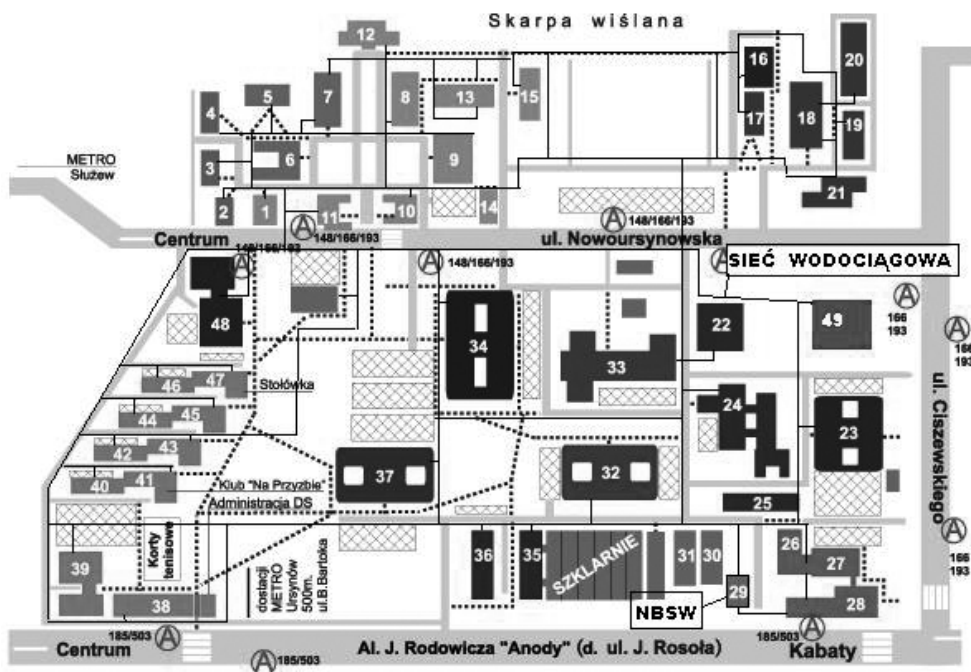 Skarpa wiślana
12
16
20
5
7
8
13
15
4
17
18
19
6
9
METRO
Służew
3
21
2
1
11
10
14
148/166/193
148/166/193
Centrum
ul. Nowoursynowska
148/166/193
148/166/193
SIEĆ WODOCIĄGOWA
166
193
48
34
22
49
166
193
33
46
47
Stołówka
ul. Ciszewskiego
44
45
24
23
42
43
37
32
40
41
Klub "Na Przyzbie"
Administracja DS
25
Korty
tenisowe
36
35
SZKLARNIE
31
30
26
27
166
193
39
dostacji
METRO
Ursynów
500m.
ul.B.Bartoka
29
28
38
NBSW
185/503
185/503
Centrum
Al. J. Rodowicza "Anody" (d. ul. J. Rosoła)
Kabaty
185/503